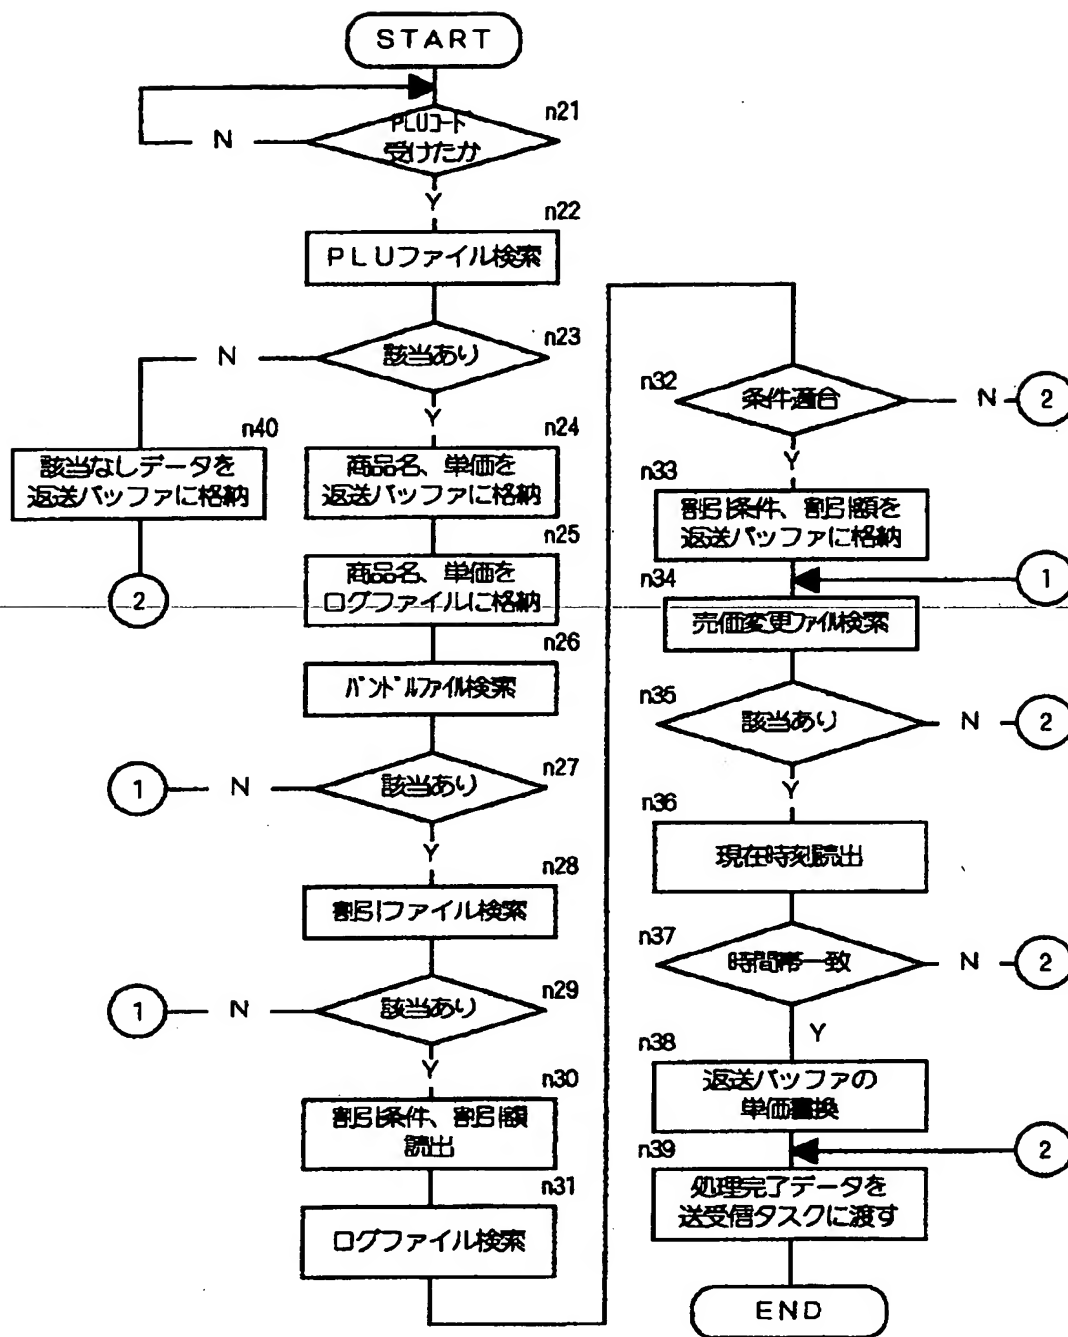 START
n21
PLUコード
受けたか
N
Y
n22
PLUファイル検索
n23
該当あり
N
Y
n40
該当なしデータを
返送バッファに格納
2
n24
商品名、単価を
返送バッファに格納
n25
商品名、単価を
ログファイルに格納
n26
バンドルファイル検索
n27
該当あり
N
1
Y
n28
割引ファイル検索
n29
該当あり
N
1
Y
n30
割引条件、割引額
読出
n31
ログファイル検索
n32
条件適合
N
2
Y
n33
割引条件、割引額を
返送バッファに格納
1
n34
売価変更ファイル検索
n35
該当あり
N
2
Y
n36
現在時刻読出
n37
時間帯一致
N
2
Y
n38
返送バッファの
単価書換
2
n39
処理完了データを
送受信タスクに渡す
END